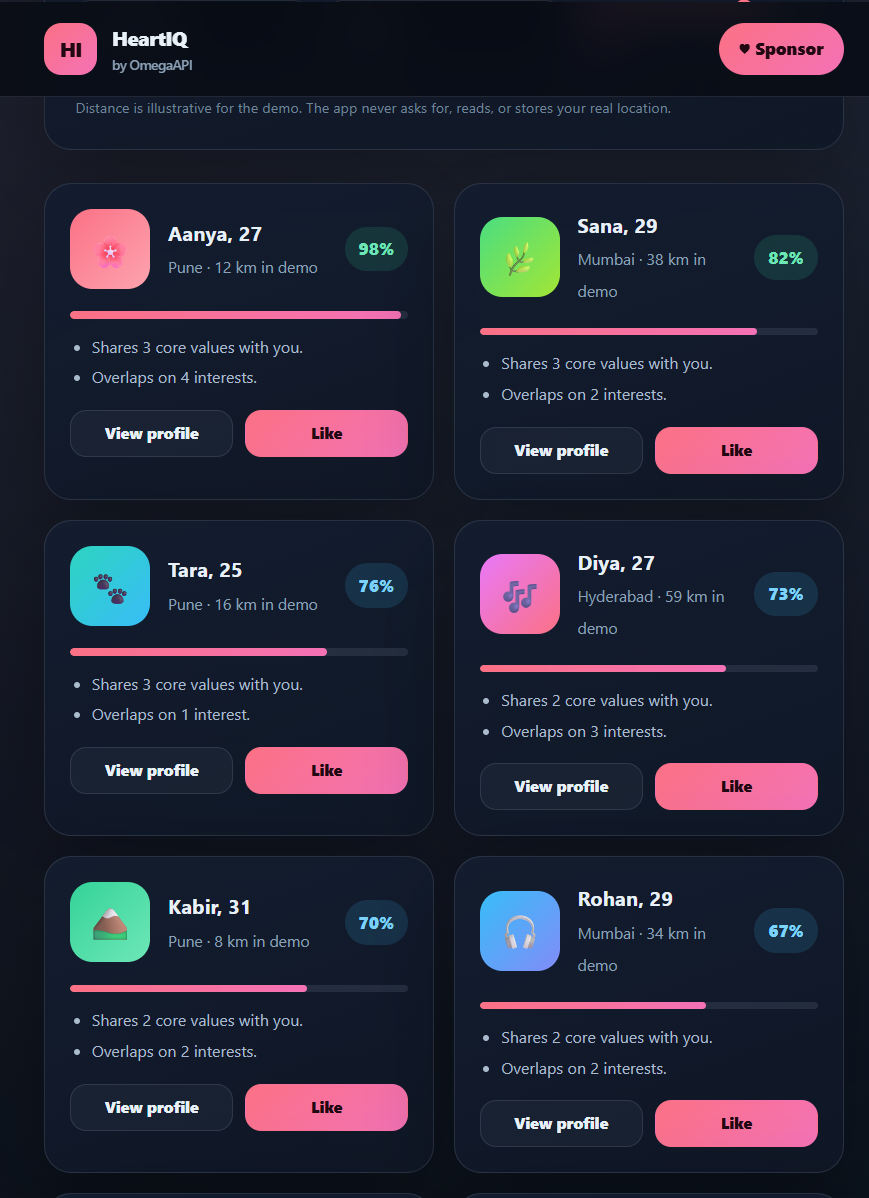 HI
HeartIQ
by OmegaAPI
♥ Sponsor
Distance is illustrative for the demo. The app never asks for, reads, or stores your real location.
Aanya, 27
Pune · 12 km in demo
98%
• Shares 3 core values with you.
• Overlaps on 4 interests.
View profile
Like
Sana, 29
Mumbai · 38 km in
demo
82%
• Shares 3 core values with you.
• Overlaps on 2 interests.
View profile
Like
Tara, 25
Pune · 16 km in demo
76%
• Shares 3 core values with you.
• Overlaps on 1 interest.
View profile
Like
Diya, 27
Hyderabad · 59 km in
demo
73%
• Shares 2 core values with you.
• Overlaps on 3 interests.
View profile
Like
Kabir, 31
Pune · 8 km in demo
70%
• Shares 2 core values with you.
• Overlaps on 2 interests.
View profile
Like
Rohan, 29
Mumbai · 34 km in
demo
67%
• Shares 2 core values with you.
• Overlaps on 2 interests.
View profile
Like